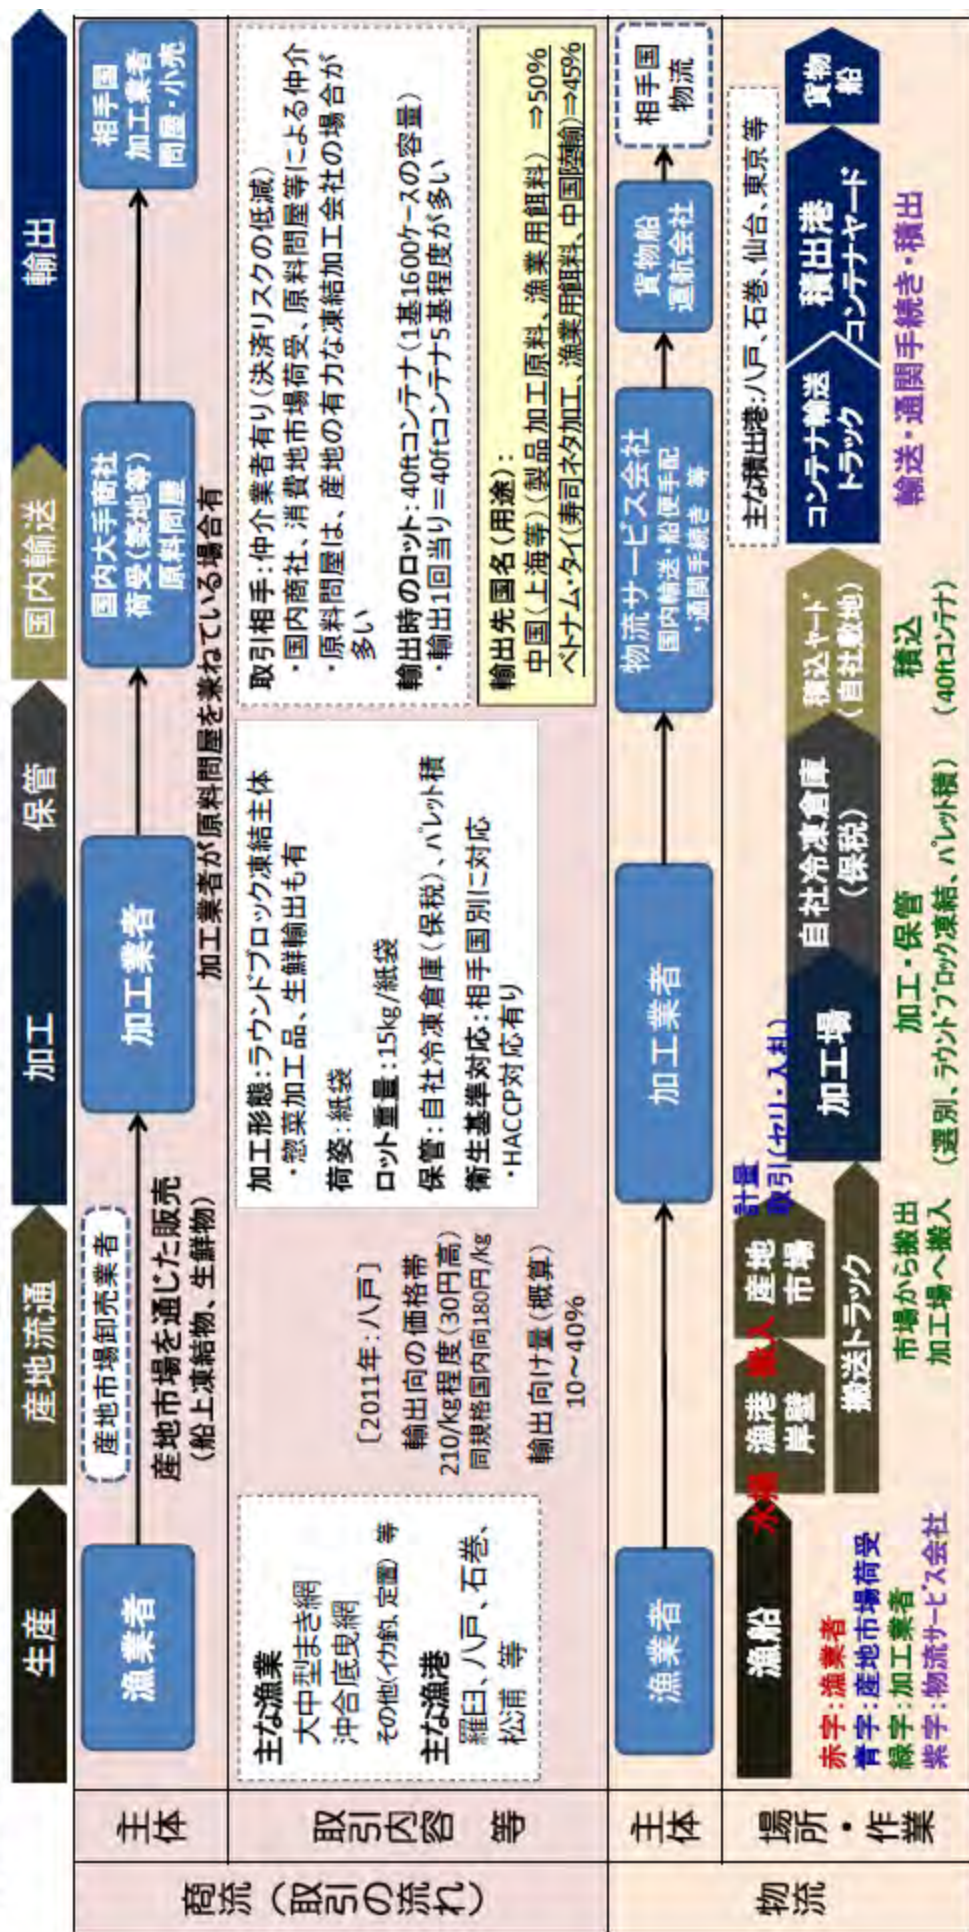 生産
産地流通
加工
保管
国内輸送
輸出
商流（取引の流れ）
主体
漁業者
産地市場卸売業者
産地市場を通じた販売
（船上凍結物、生鮮物）
加工業者
加工業者が原料問屋を兼ねている場合有
国内大手商社
荷受（築地等）
原料問屋
相手国
加工業者
問屋・小売
取引内容等
主な漁業
大中型まき網
沖合底曳網
その他（イカ釣、定置）等
主な漁港
羅臼、八戸、石巻、
松浦 等
［2011年：八戸］
輸出向の価格帯
210/kg程度（30円高）
同規格国内向180円/kg
輸出向け量（概算）
10～40%
加工形態：ラウンドブロック凍結主体
・惣菜加工品、生鮮輸出も有
荷姿：紙袋
ロット重量：15kg/紙袋
保管：自社冷凍倉庫（保税）、パレット積
衛生基準対応：相手国別に対応
・HACCP対応有り
取引相手：仲介業者有り（決済リスクの低減）
・国内商社、消費地市場荷受、原料問屋等による仲介
・原料問屋は、産地の有力な凍結加工会社の場合が
多い
輸出時のロット：40ftコンテナ（1基1600ケースの容量）
・輸出1回当り＝40ftコンテナ5基程度が多い
輸出先国名（用途）：
中国（上海等）（製品加工原料、漁業用餌料） ⇒50%
ベトナム・タイ（寿司ネタ加工、漁業用餌料、中国陸輸）⇒45%
物流
主体
漁業者
加工業者
物流サービス会社
国内輸送・船便手配
・通関手続き 等
貨物船
運航会社
相手国
物流
場所・作業
漁船
水揚
漁港
岸壁
搬入
産地
市場
計量
取引（セリ・入札）
搬送トラック
市場から搬出
加工場へ搬入
加工場
自社冷凍倉庫
（保税）
加工・保管
（選別、ラウンドブロック凍結、パレット積）
積込ヤード
（自社敷地）
積込
（40ftコンテナ）
主な積出港：八戸、石巻、仙台、東京 等
コンテナ輸送
トラック
積出港
コンテナヤード
貨物
船
輸送・通関手続き・積出
赤字：漁業者
青字：産地市場荷受
緑字：加工業者
紫字：物流サービス会社